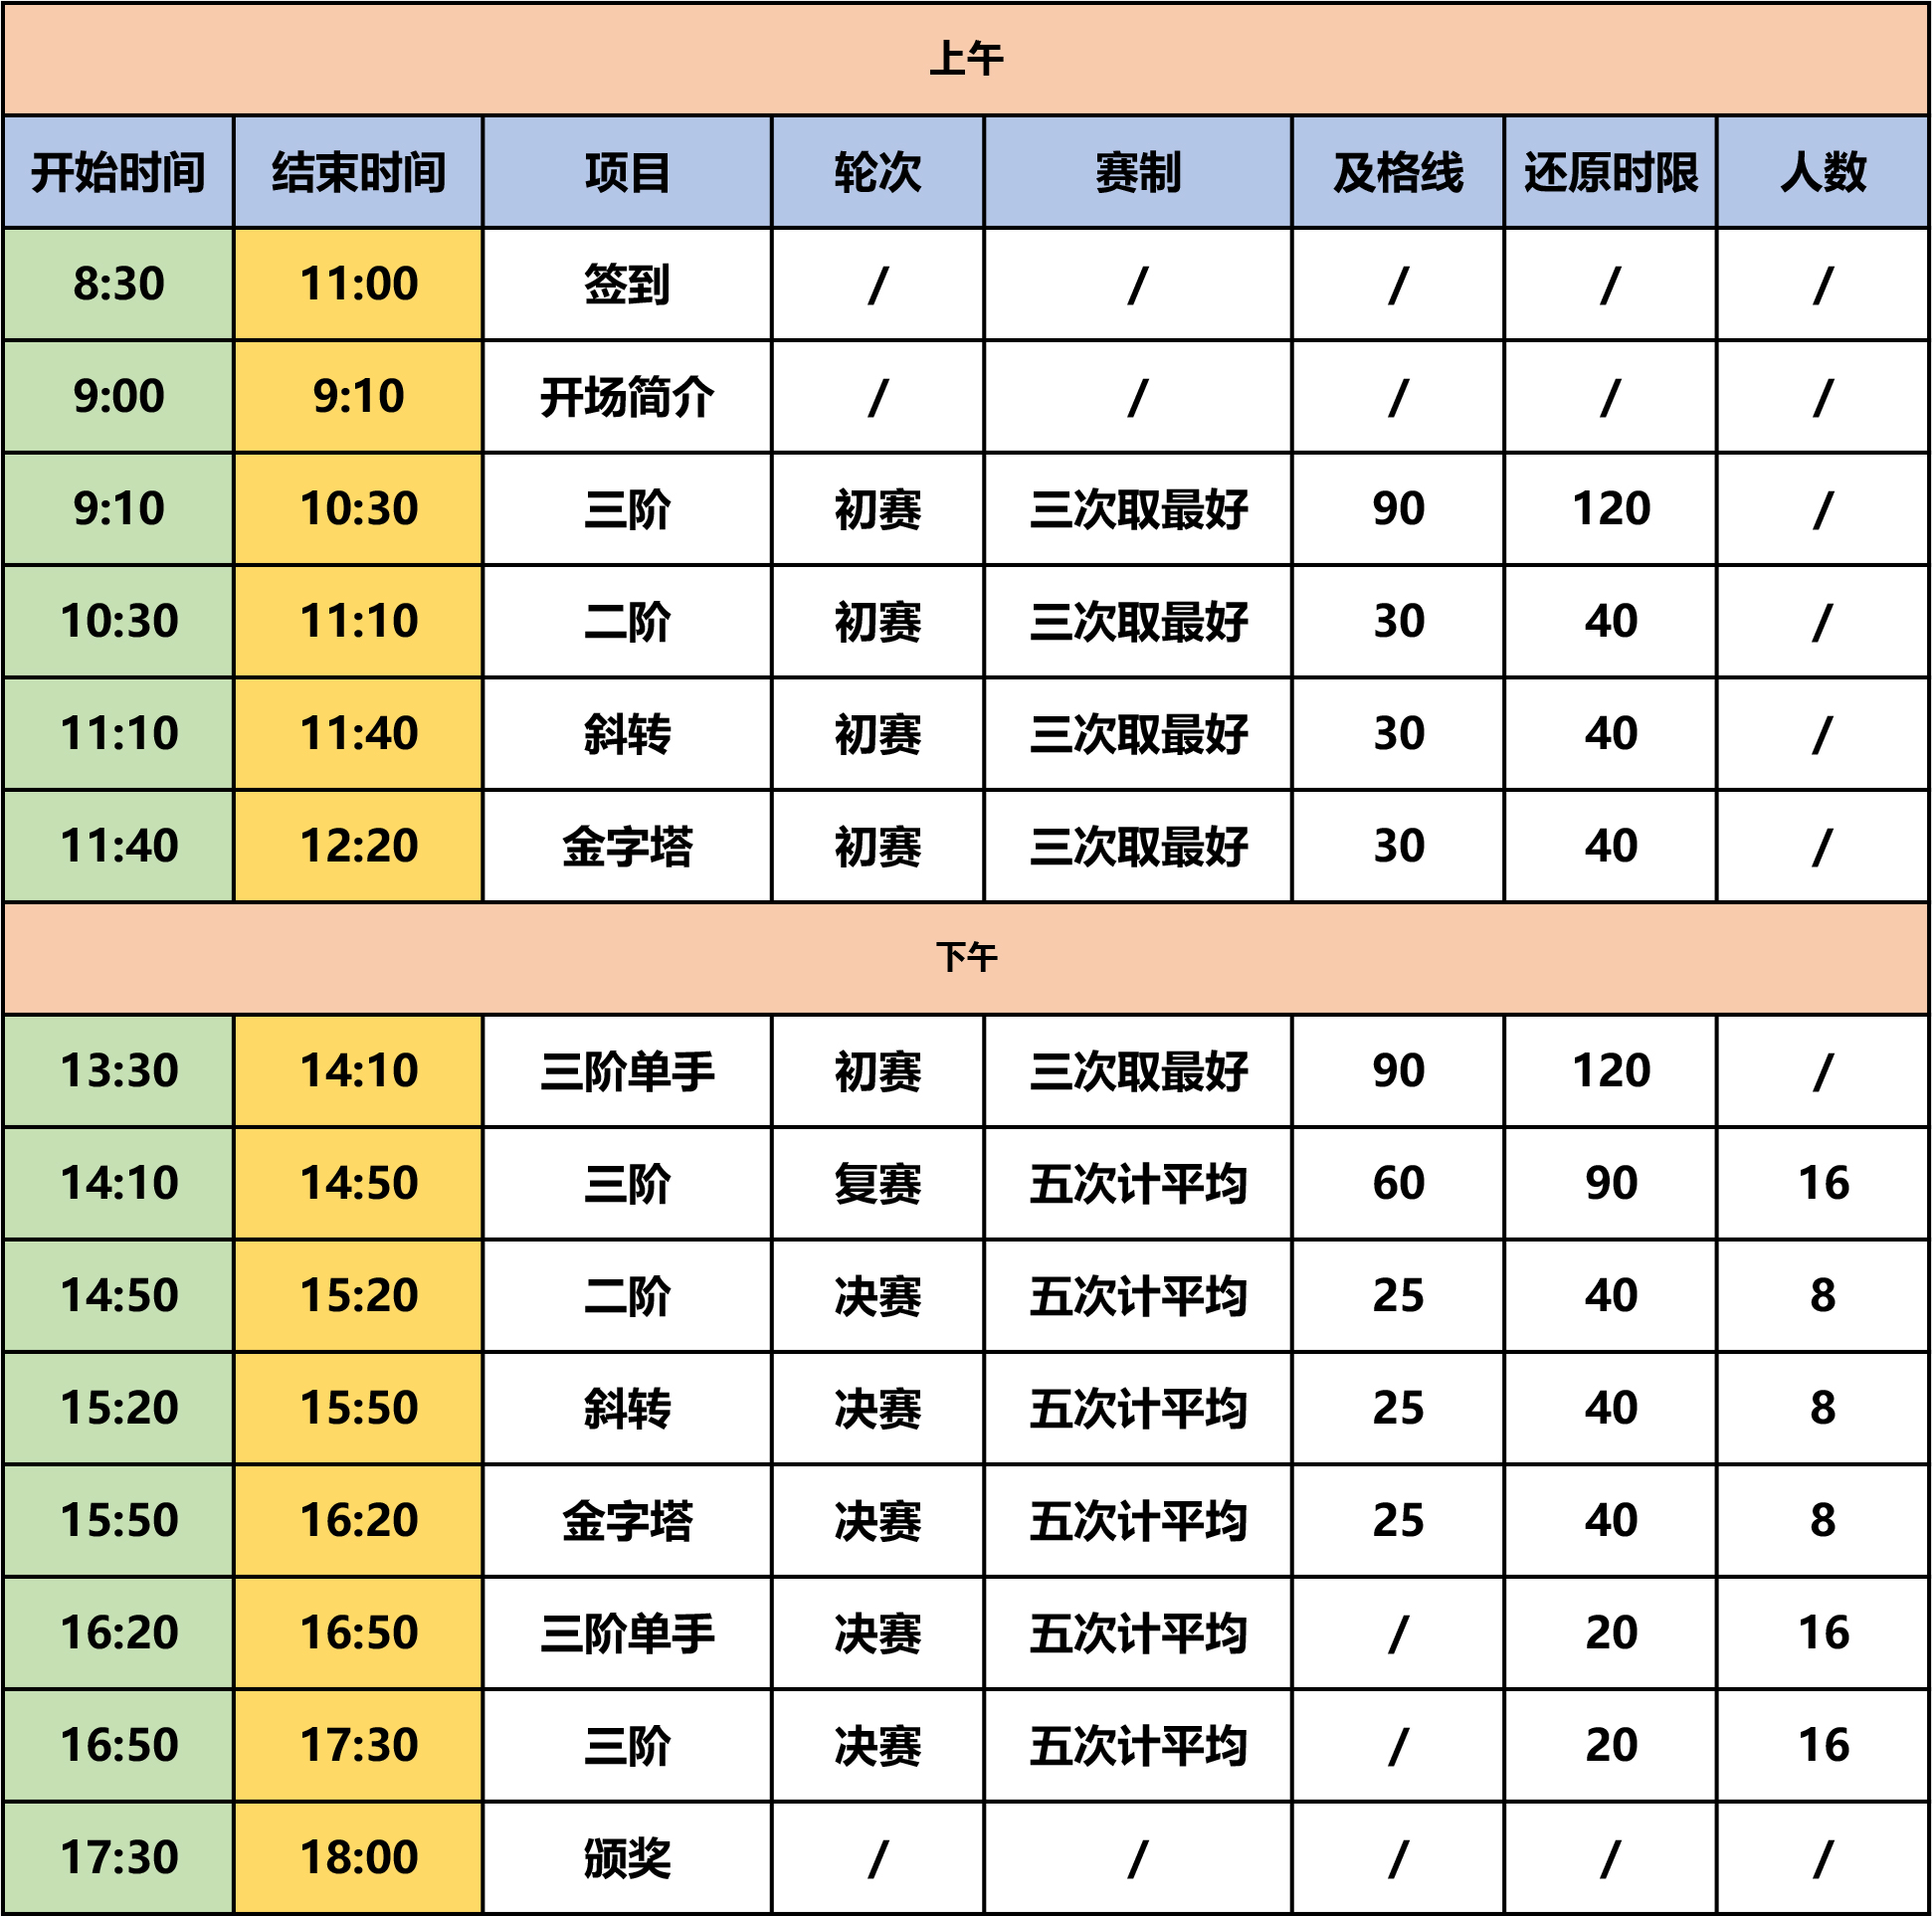 上午
开始时间 结束时间 项目 轮次 赛制 及格线 还原时限 人数
8:30 11:00 签到 / / / / /
9:00 9:10 开场简介 / / / / /
9:10 10:30 三阶 初赛 三次取最好 90 120 /
10:30 11:10 二阶 初赛 三次取最好 30 40 /
11:10 11:40 斜转 初赛 三次取最好 30 40 /
11:40 12:20 金字塔 初赛 三次取最好 30 40 /
下午
13:30 14:10 三阶单手 初赛 三次取最好 90 120 /
14:10 14:50 三阶 复赛 五次计平均 60 90 16
14:50 15:20 二阶 决赛 五次计平均 25 40 8
15:20 15:50 斜转 决赛 五次计平均 25 40 8
15:50 16:20 金字塔 决赛 五次计平均 25 40 8
16:20 16:50 三阶单手 决赛 五次计平均 / 20 16
16:50 17:30 三阶 决赛 五次计平均 / 20 16
17:30 18:00 颁奖 / / / / /